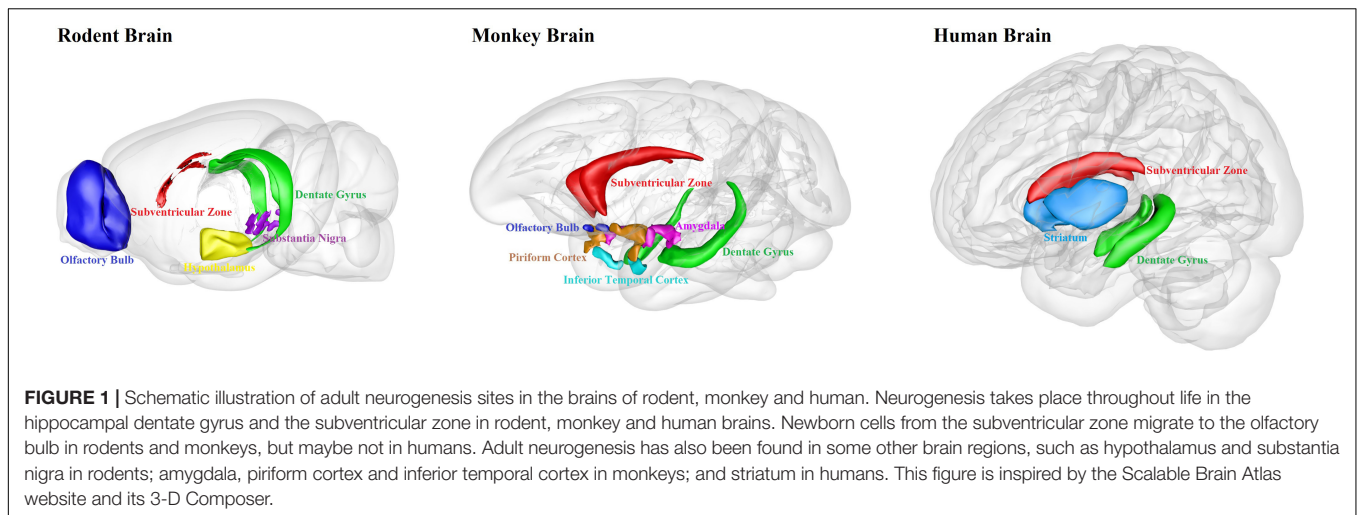 Rodent Brain
Monkey Brain
Human Brain
Subventricular Zone
Dentate Gyrus
Substantia Nigra
Hypothalamus
Olfactory Bulb
Subventricular Zone
Olfactory Bulb
Amygdala
Piriform Cortex
Dentate Gyrus
Inferior Temporal Cortex
Subventricular Zone
Striatum
Dentate Gyrus
FIGURE 1 | Schematic illustration of adult neurogenesis sites in the brains of rodent, monkey and human. Neurogenesis takes place throughout life in the
hippocampal dentate gyrus and the subventricular zone in rodent, monkey and human brains. Newborn cells from the subventricular zone migrate to the olfactory
bulb in rodents and monkeys, but maybe not in humans. Adult neurogenesis has also been found in some other brain regions, such as hypothalamus and substantia
nigra in rodents; amygdala, piriform cortex and inferior temporal cortex in monkeys; and striatum in humans. This figure is inspired by the Scalable Brain Atlas
website and its 3-D Composer.